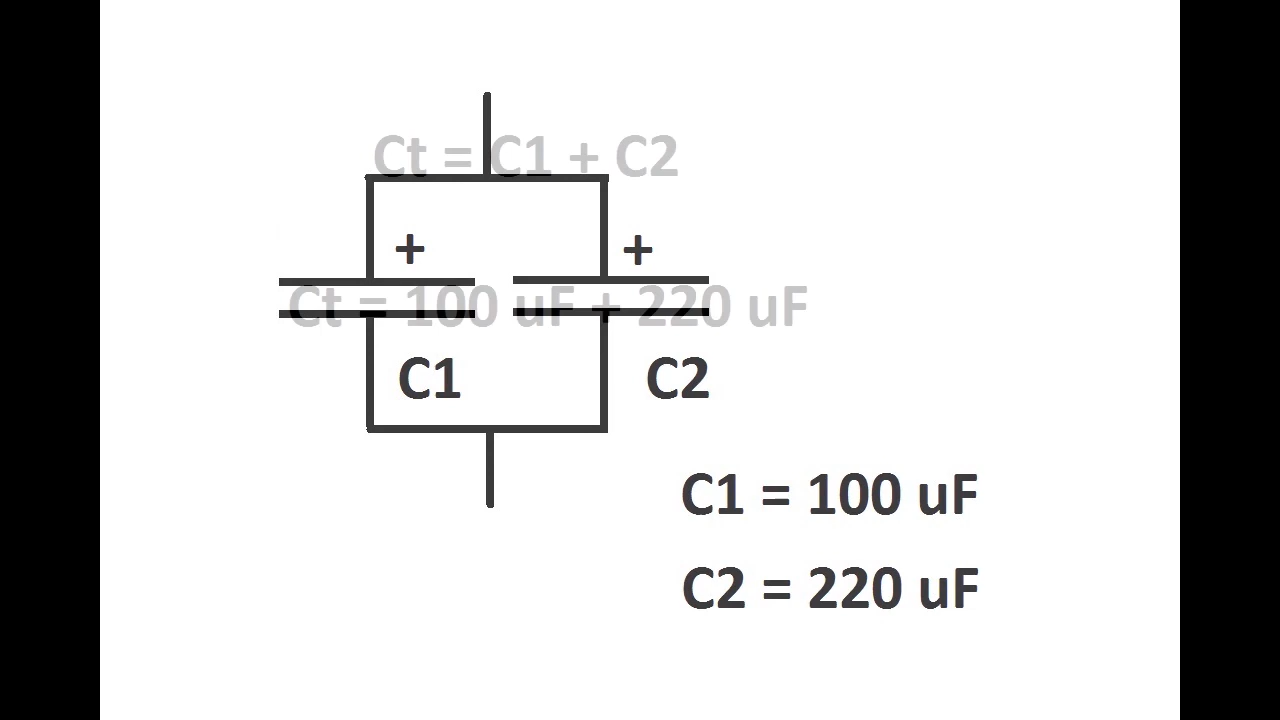 Ct = C1 + C2
+ +
Ct = 100 uF + 220 uF
C1 C2
C1 = 100 uF
C2 = 220 uF